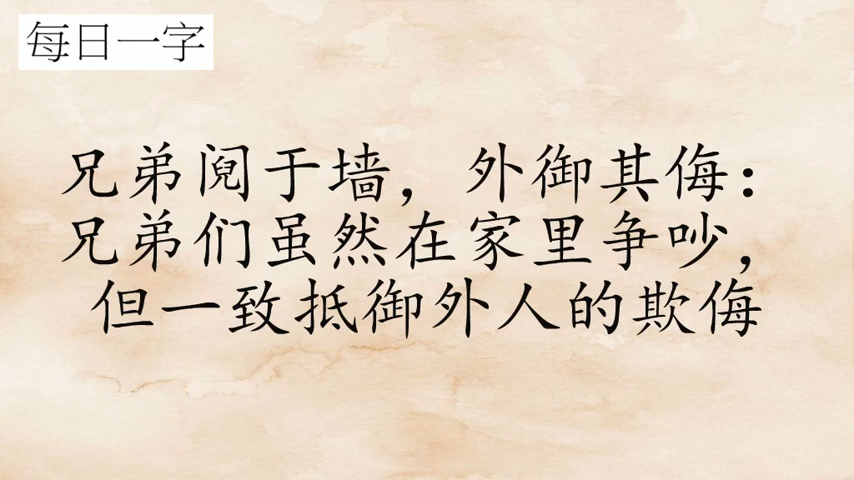 每日一字
兄弟阋于墙，外御其侮：
兄弟们虽然在家里争吵，
但一致抵御外人的欺侮